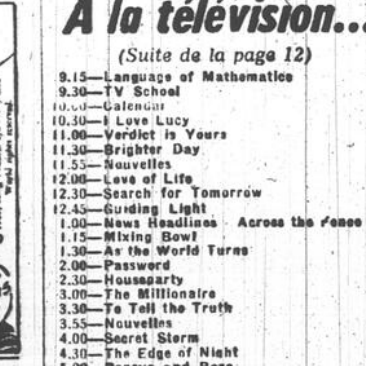 A la télévision...
(Suite de la page 12)
9.15—Language of Mathematics
9.30—TV School
10.00—Calendar
10.30—I Love Lucy
11.00—Verdict is Yours
11.30—Brighter Day
11.55—Nouvelles
12.00—Love of Life
12.30—Search for Tomorrow
12.45—Guiding Light
1.00—News Headlines Across the Fence
1.15—Mixing Bowl
1.30—As the World Turns
2.00—Password
2.30—Houseparty
3.00—The Millionaire
3.30—To Tell the Truth
3.55—Nouvelles
4.00—Secret Storm
4.30—The Edge of Night
World rights reserved.